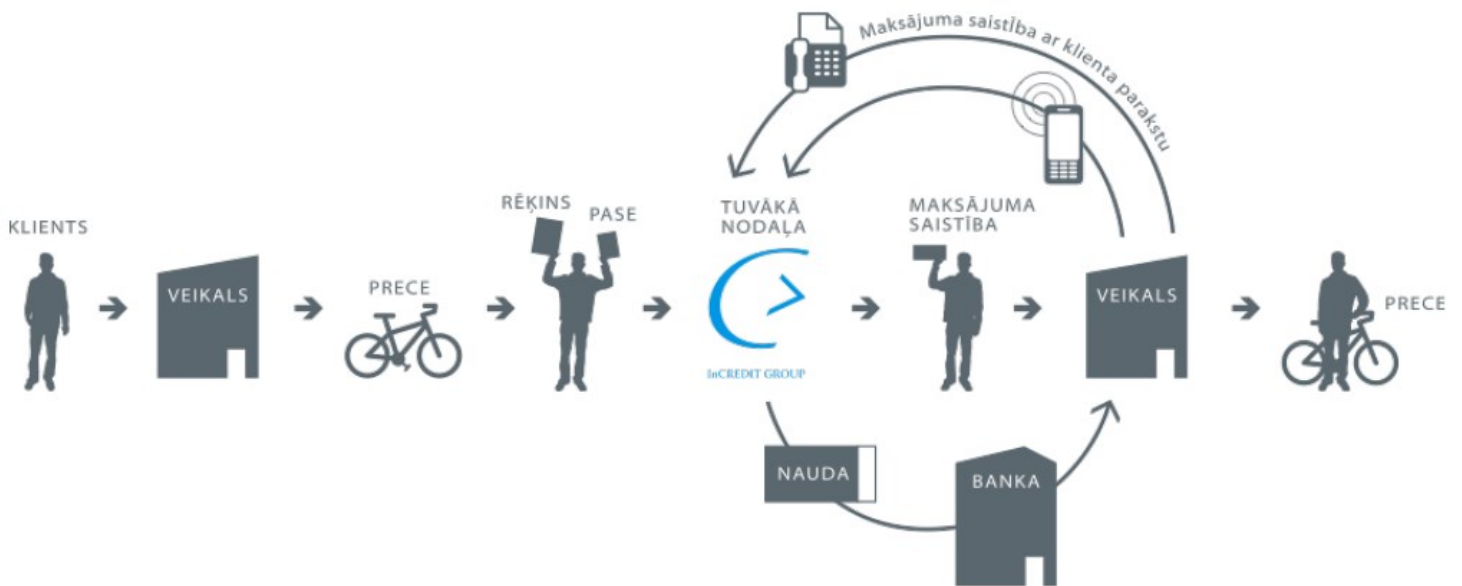 Maksājuma saistība ar klienta parakstu
KLIENTS
VEIKALS
PRECE
RĒĶINS
PASE
TUVĀKĀ
NODAĻA
InCREDIT GROUP
MAKSĀJUMA
SAISTĪBA
VEIKALS
PRECE
NAUDA
BANKA